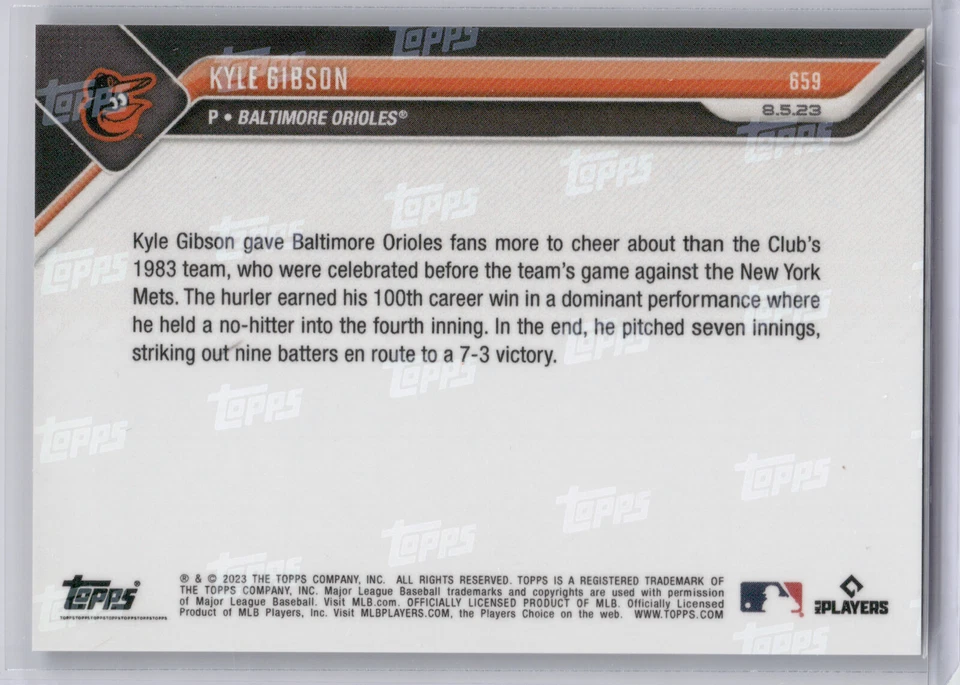 KYLE GIBSON 659
P • BALTIMORE ORIOLES® 8.5.23
Kyle Gibson gave Baltimore Orioles fans more to cheer about than the Club's
1983 team, who were celebrated before the team's game against the New York
Mets. The hurler earned his 100th career win in a dominant performance where
he held a no-hitter into the fourth inning. In the end, he pitched seven innings,
striking out nine batters en route to a 7-3 victory.
Topps®
® & © 2023 THE TOPPS COMPANY, INC. ALL RIGHTS RESERVED. TOPPS IS A REGISTERED TRADEMARK OF
THE TOPPS COMPANY, INC. Major League Baseball trademarks and copyrights are used with permission
of Major League Baseball. Visit MLB.com. OFFICIALLY LICENSED PRODUCT OF MLB. Officially Licensed
Product of MLB Players, Inc. Visit MLBPLAYERS.COM, the Players Choice on the web. WWW.TOPPS.COM
MLB PLAYERS